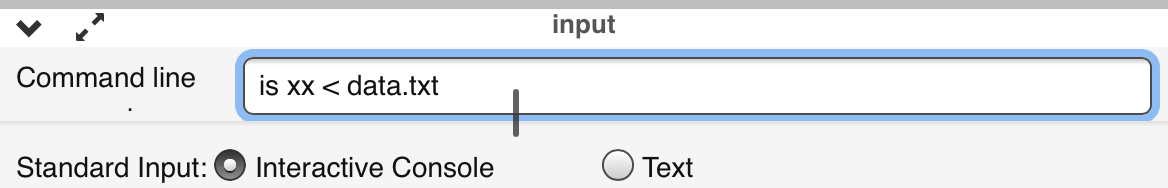 input
Command line
is xx < data.txt
.
Standard Input: Interactive Console Text